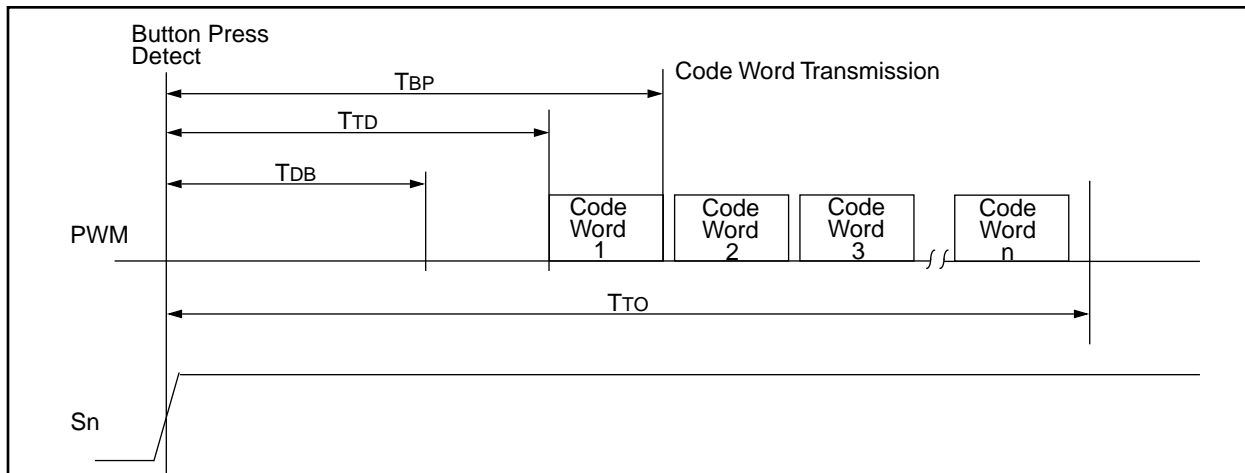 Button Press
Detect
TBP
Code Word Transmission
TTD
TDB
PWM
Code
Word
1
Code
Word
2
Code
Word
3
Code
Word
n
TTO
Sn